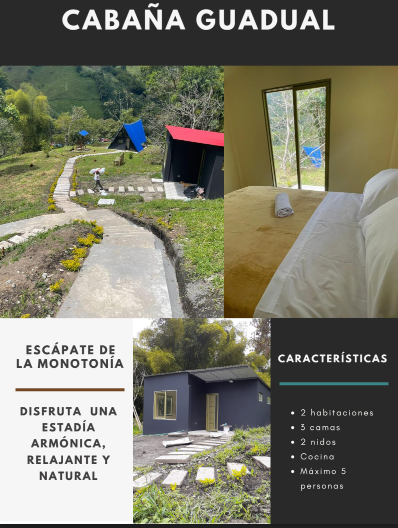 CABAÑA GUADUAL
ESCÁPATE DE
LA MONOTONÍA
DISFRUTA UNA
ESTADÍA
ARMÓNICA,
RELAJANTE Y
NATURAL
CARACTERÍSTICAS
• 2 habitaciones
• 3 camas
• 2 nidos
• Cocina
• Máximo 5
personas